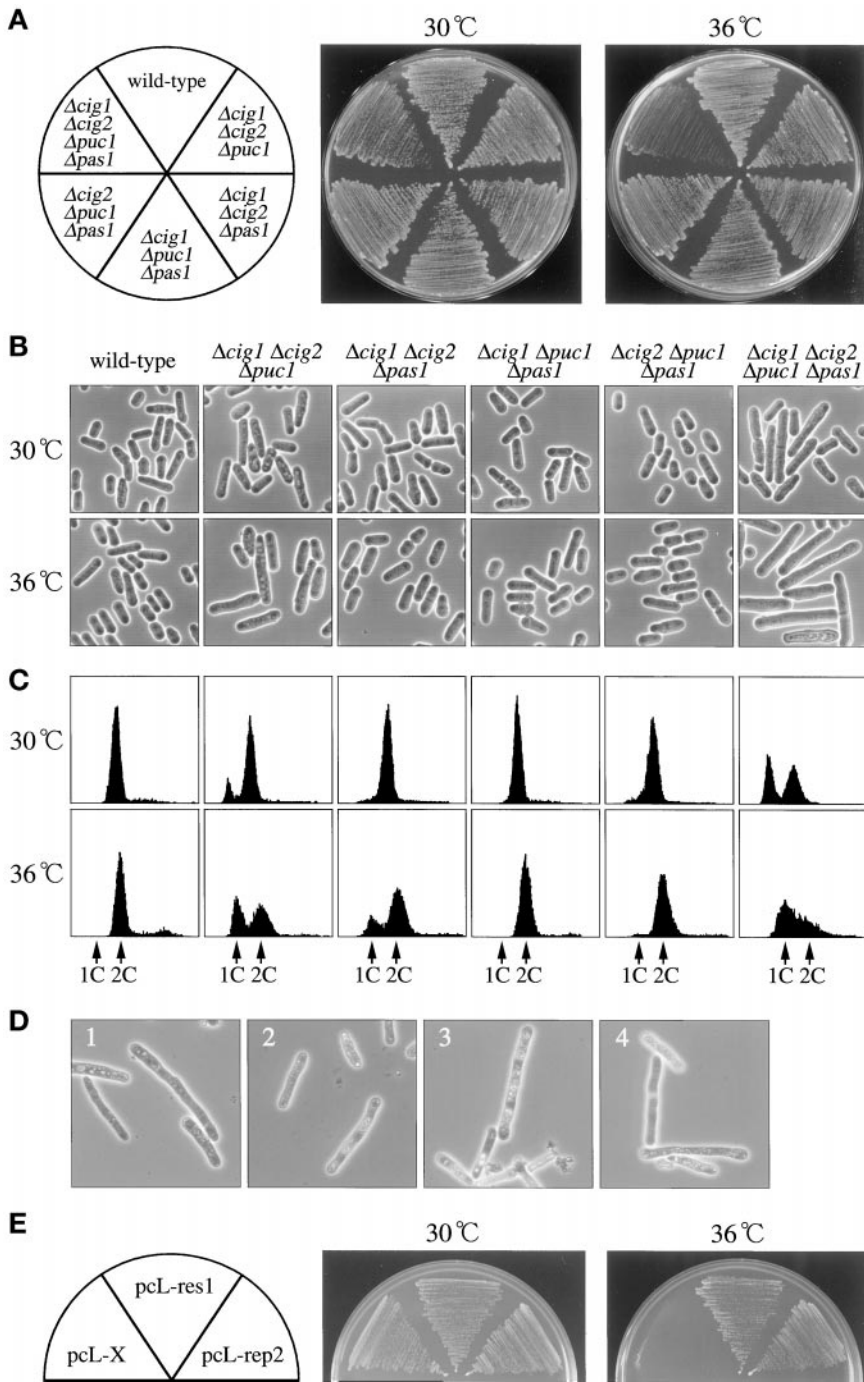 A
30 ℃
36 ℃
wild-type
Δcig1
Δcig2
Δpuc1
Δcig1
Δcig2
Δpas1
Δcig1
Δpuc1
Δpas1
Δcig2
Δpuc1
Δpas1
Δcig1
Δcig2
Δpuc1
Δpas1
B
wild-type
Δcig1 Δcig2
Δpuc1
Δcig1 Δcig2
Δpas1
Δcig1 Δpuc1
Δpas1
Δcig2 Δpuc1
Δpas1
Δcig1 Δcig2
Δpuc1 Δpas1
30 ℃
36 ℃
C
30 ℃
36 ℃
1C 2C
1C 2C
1C 2C
1C 2C
1C 2C
1C 2C
D
1
2
3
4
E
30 ℃
36 ℃
pcL-res1
pcL-X
pcL-rep2